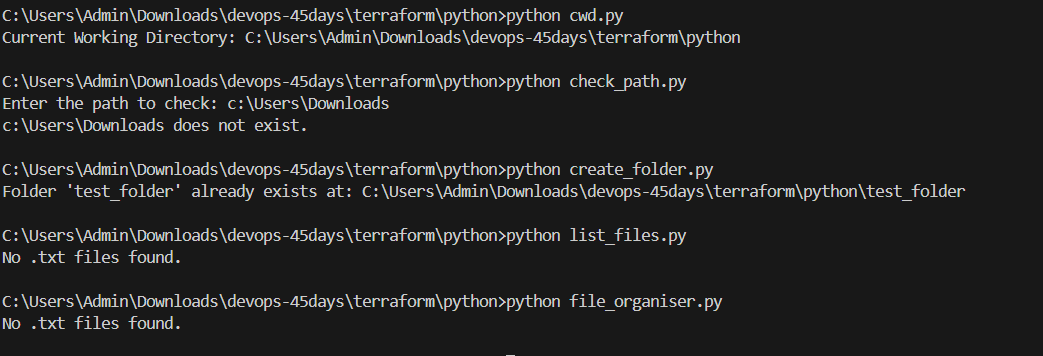 C:\Users\Admin\Downloads\devops-45days\terraform\python>python cwd.py
Current Working Directory: C:\Users\Admin\Downloads\devops-45days\terraform\python
C:\Users\Admin\Downloads\devops-45days\terraform\python>python check_path.py
Enter the path to check: c:\Users\Downloads
c:\Users\Downloads does not exist.
C:\Users\Admin\Downloads\devops-45days\terraform\python>python create_folder.py
Folder 'test_folder' already exists at: C:\Users\Admin\Downloads\devops-45days\terraform\python\test_folder
C:\Users\Admin\Downloads\devops-45days\terraform\python>python list_files.py
No .txt files found.
C:\Users\Admin\Downloads\devops-45days\terraform\python>python file_organiser.py
No .txt files found.